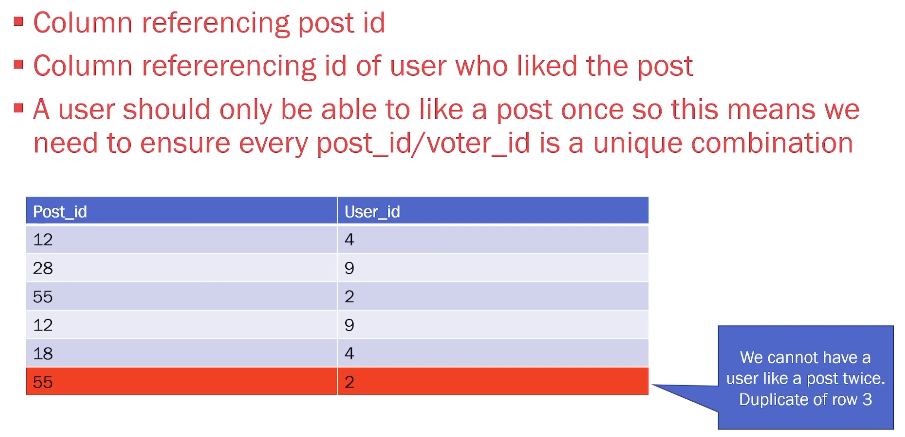 Column referencing post id
Column refererencing id of user who liked the post
A user should only be able to like a post once so this means we
need to ensure every post_id/voter_id is a unique combination
Post_id User_id
12 4
28 9
55 2
12 9
18 4
55 2
We cannot have a
user like a post twice.
Duplicate of row 3